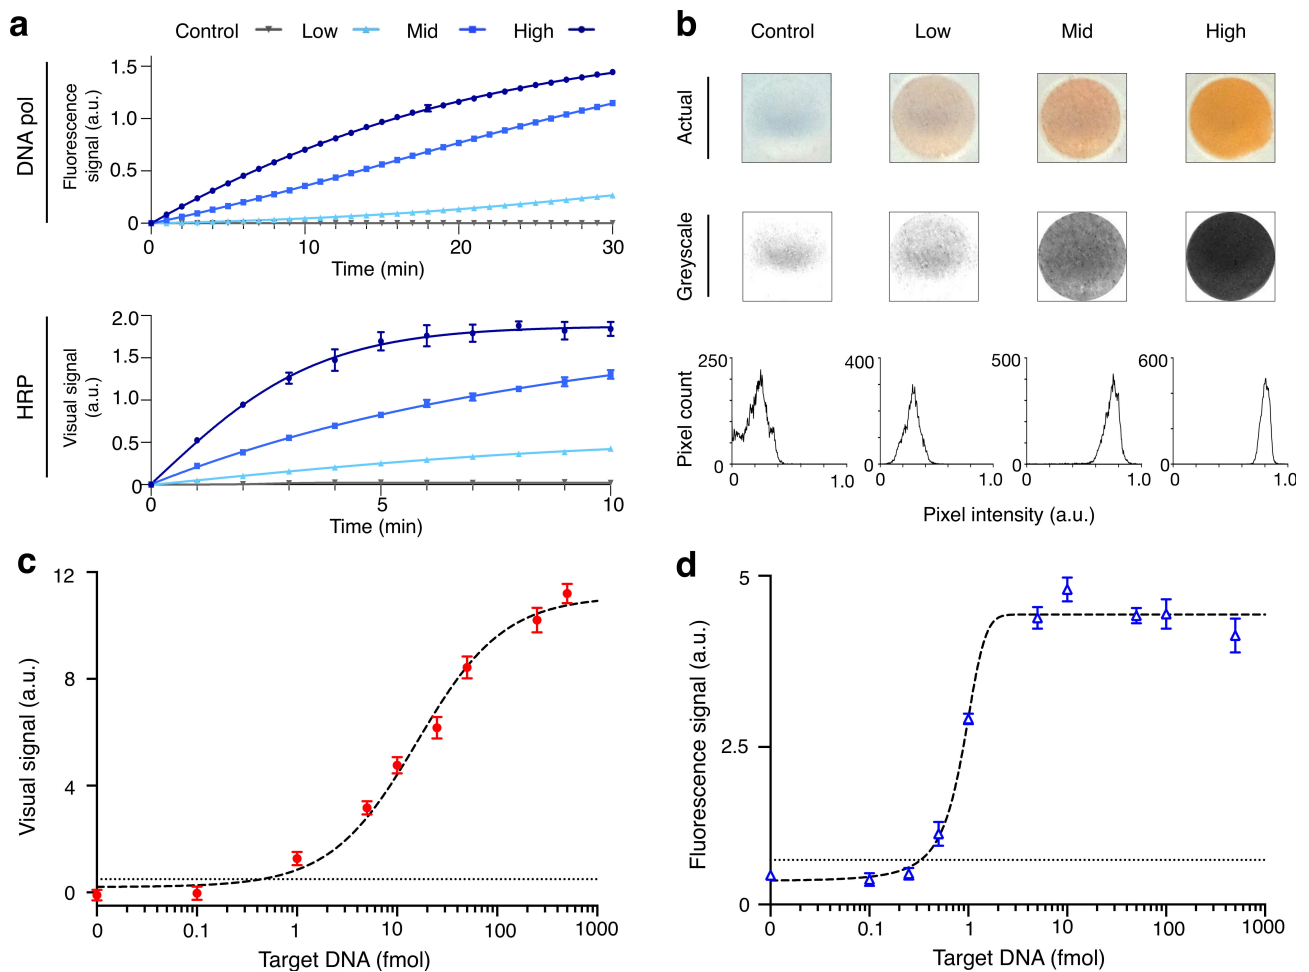 a
Control Low Mid High
DNA pol
Fluorescence
signal (a.u.)
1.5
1.0
0.5
0
0 10 20 30
Time (min)
HRP
Visual signal
(a.u.)
2.0
1.5
1.0
0.5
0
0 5 10
Time (min)
b
Control Low Mid High
Actual
Greyscale
Pixel count
250 400 500 600
0 0 0 0
0 1.0 0 1.0 0 1.0 0 1.0
Pixel intensity (a.u.)
c
Visual signal (a.u.)
12
8
4
0
0 0.1 1 10 100 1000
Target DNA (fmol)
d
Fluorescence signal (a.u.)
5
2.5
0
0 0.1 1 10 100 1000
Target DNA (fmol)